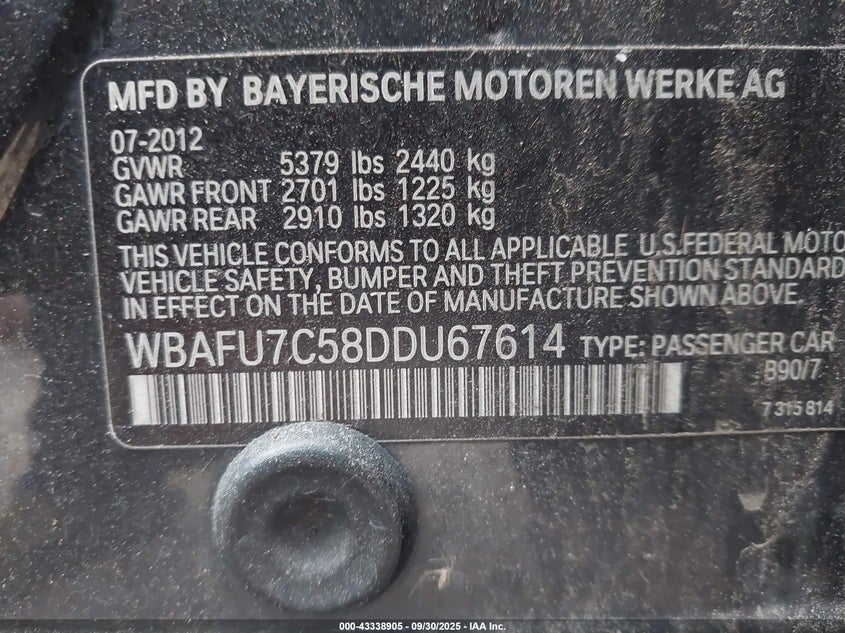 MFD BY BAYERISCHE MOTOREN WERKE AG
07-2012
GVWR 5379 lbs 2440 kg
GAWR FRONT 2701 lbs 1225 kg
GAWR REAR 2910 lbs 1320 kg
THIS VEHICLE CONFORMS TO ALL APPLICABLE U.S.FEDERAL MOTO
VEHICLE SAFETY, BUMPER AND THEFT PREVENTION STANDARD
IN EFFECT ON THE DATE OF MANUFACTURE SHOWN ABOVE.
WBAFU7C58DDU67614 TYPE: PASSENGER CAR
B90/7
7 315 814
000-43338905 - 09/30/2025 - IAA Inc.